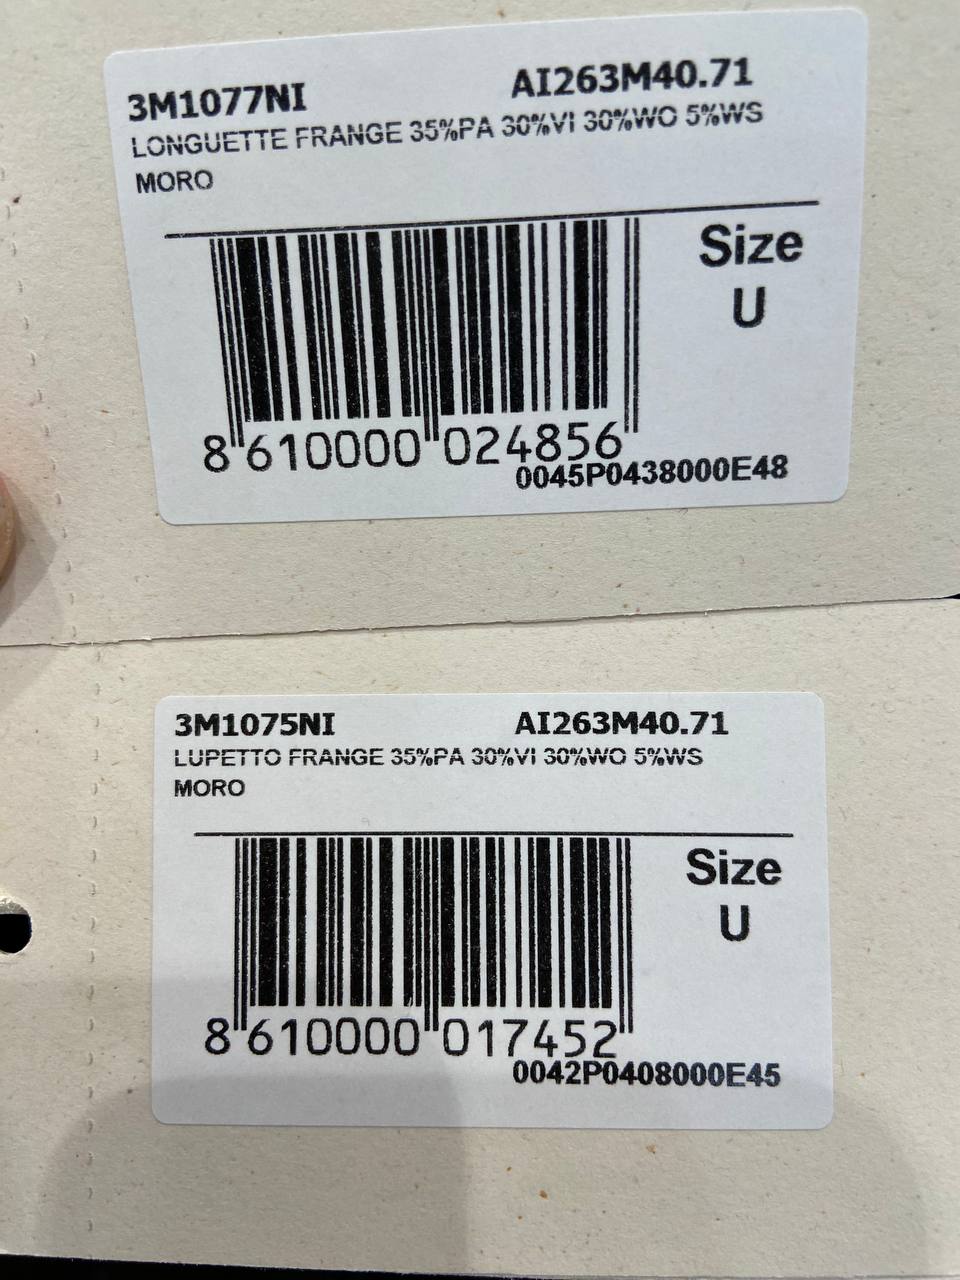 3M1077NI AI263M40.71
LONGUETTE FRANGE 35%PA 30%VI 30%WO 5%WS
MORO
Size
U
8 610000 024856
0045P0438000E48
3M1075NI AI263M40.71
LUPETTO FRANGE 35%PA 30%VI 30%WO 5%WS
MORO
Size
U
8 610000 017452
0042P0408000E45